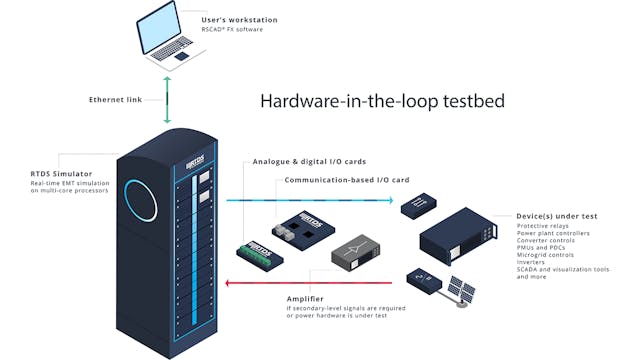 User's workstation
RSCAD® FX software
Ethernet link
Hardware-in-the-loop testbed
RTDS Simulator
Real-time EMT simulation
on multi-core processors
RTDS
Analogue & digital I/O cards
Communication-based I/O card
RTDS
RTDS
Device(s) under test
Protective relays
Power plant controllers
Converter controls
PMUs and PDCs
Microgrid controls
Inverters
SCADA and visualization tools
and more
Amplifier
if secondary-level signals are required
or power hardware is under test